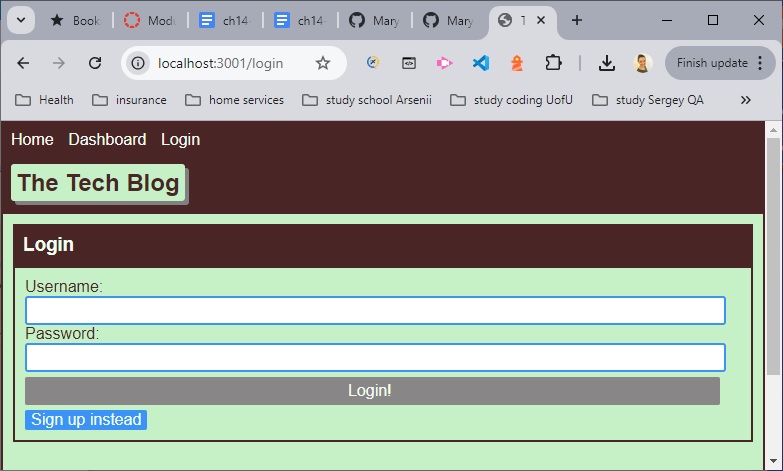 Book
Mode
ch14-
ch14-
Mary
Mary
T
localhost:3001/login
Finish update
Health
insurance
home services
study school Arsenii
study coding UofU
study Sergey QA
Home Dashboard Login
The Tech Blog
Login
Username:
Password:
Login!
Sign up instead